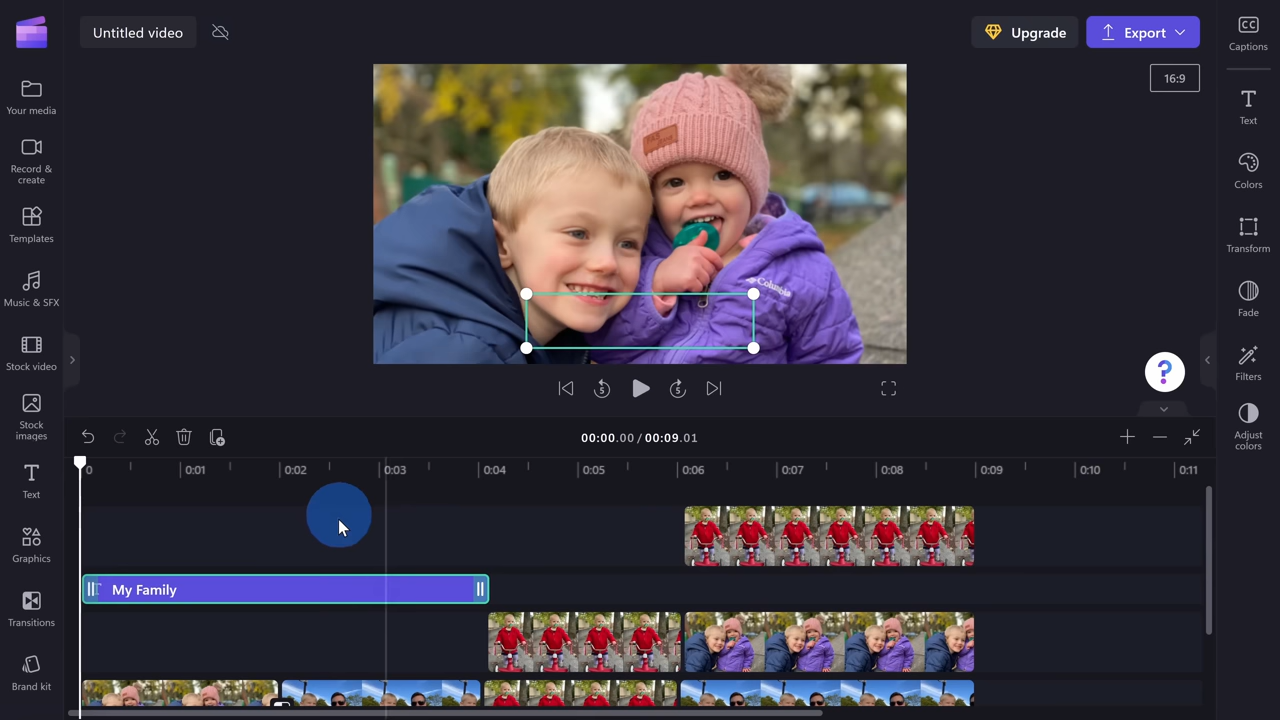 Untitled video
Upgrade
Export
CC
Captions
16:9
Your media
Text
Record &
create
Colors
Templates
Transform
Columbia
Music & SFX
Fade
Stock video
Filters
?
5
5
Stock
images
Adjust
colors
00:00.00 / 00:09.01
0
0:01
0:02
0:03
0:04
0:05
0:06
0:07
0:08
0:09
0:10
0:11
Text
Graphics
My Family
Transitions
Brand kit